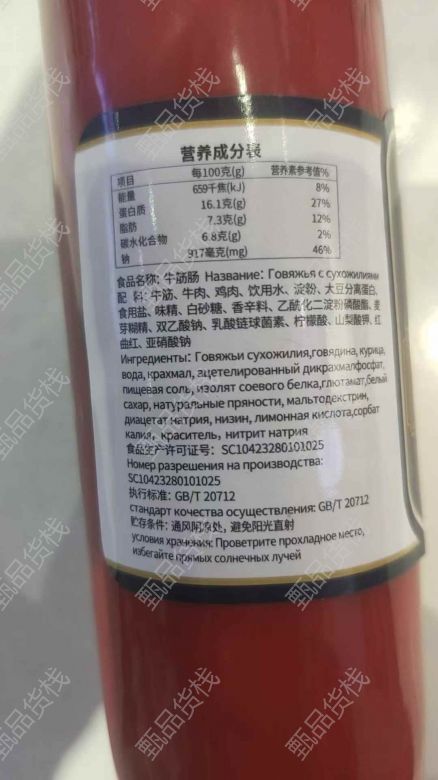 营养成分表
项目 每100克(g) 营养素参考值%
能量 659千焦(kJ) 8%
蛋白质 16.1克(g) 27%
脂肪 7.3克(g) 12%
碳水化合物 6.8克(g) 2%
钠 917毫克(mg) 46%
食品名称: 牛筋肠 Название: Говяжья с сухожилиями
配 料: 牛筋、牛肉、鸡肉、饮用水、淀粉、大豆分离蛋白、
食用盐、味精、白砂糖、香辛料、乙酰化二淀粉磷酸酯、麦
芽糊精、双乙酸钠、乳酸链球菌素、柠檬酸、山梨酸钾、红
曲红、亚硝酸钠
Ингредиенты: Говяжьи сухожилия,говядина, курица,
вода, крахмал, ацетелированный дикрахмалфосфат,
пищевая соль, изолят соевого белка,глютамат,белый
сахар, натуральные пряности, мальтодекстрин,
диацетат натрия, низин, лимонная кислота,сорбат
калия, краситель, нитрит натрия
食品生产许可证号: SC10423280101025
Номер разрешения на производства:
SC10423280101025
执行标准: GB/T 20712
стандарт кочества осуществления: GB/T 20712
贮存条件: 通风阴凉处, 避免阳光直射
условия хранения: Проветрите прохладное место,
избегайте прямых солнечных лучей
甄品货栈